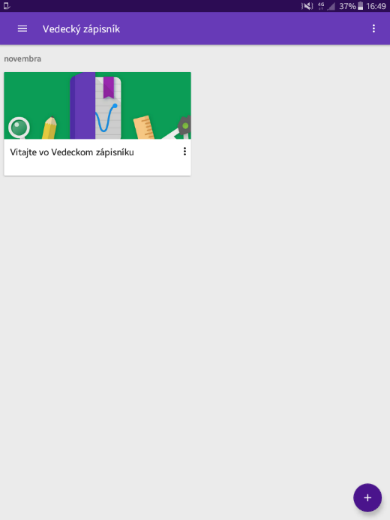 37% 16:49
Vedecký zápisník
novembra
Vitajte vo Vedeckom zápisníku